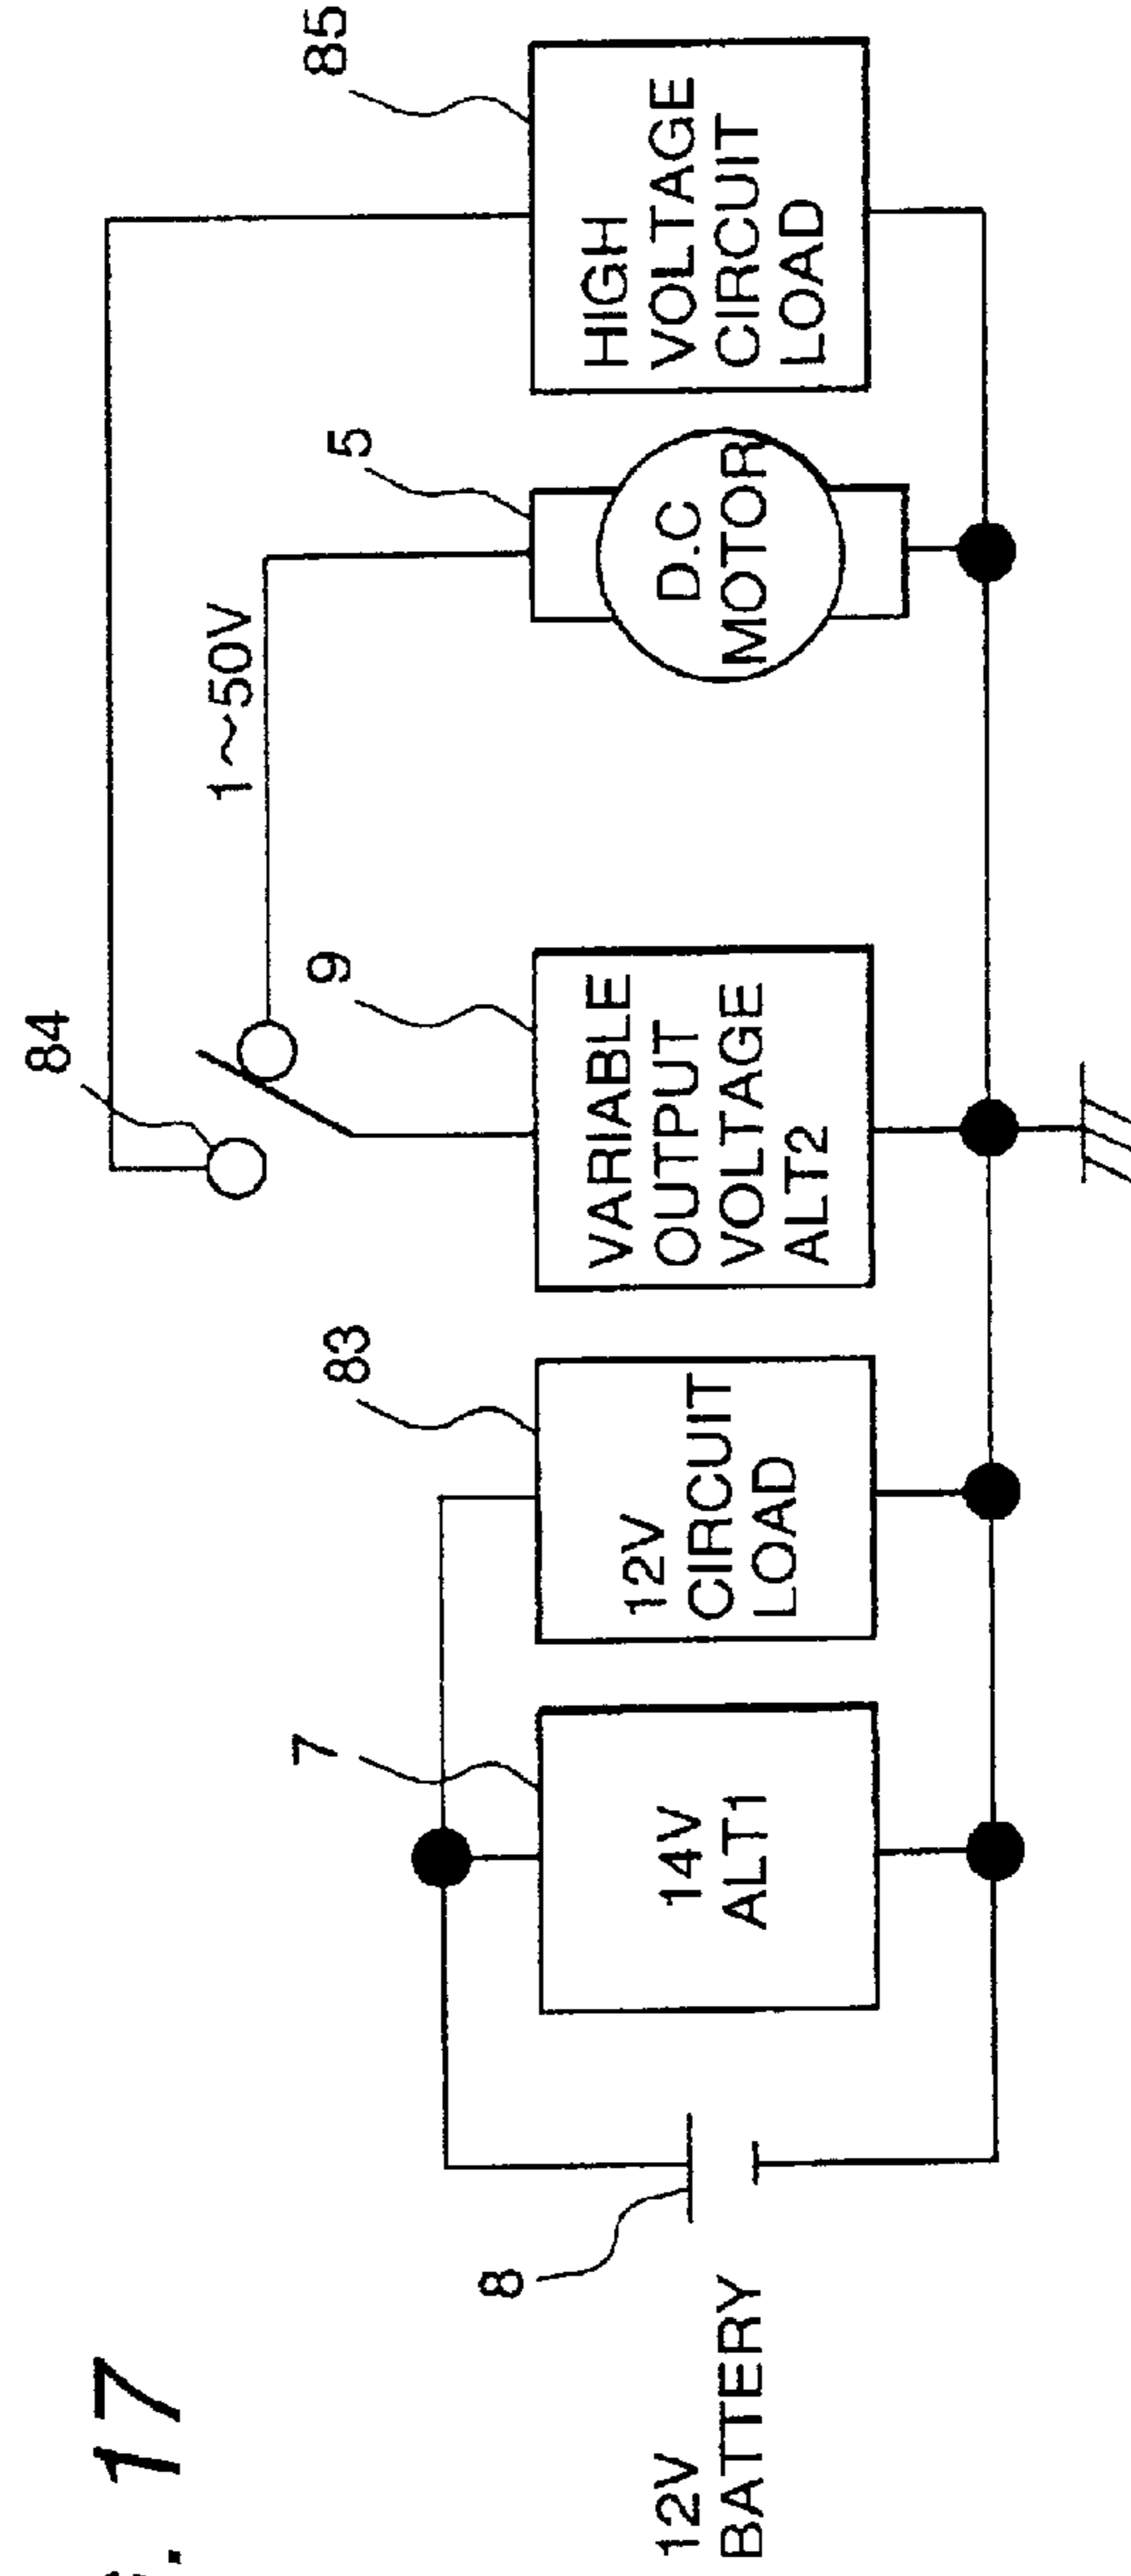 . 17
84
85
1~50V
5
9
83
7
8
HIGH
VOLTAGE
CIRCUIT
LOAD
D.C
MOTOR
VARIABLE
OUTPUT
VOLTAGE
ALT2
12V
CIRCUIT
LOAD
14V
ALT1
12V
BATTERY